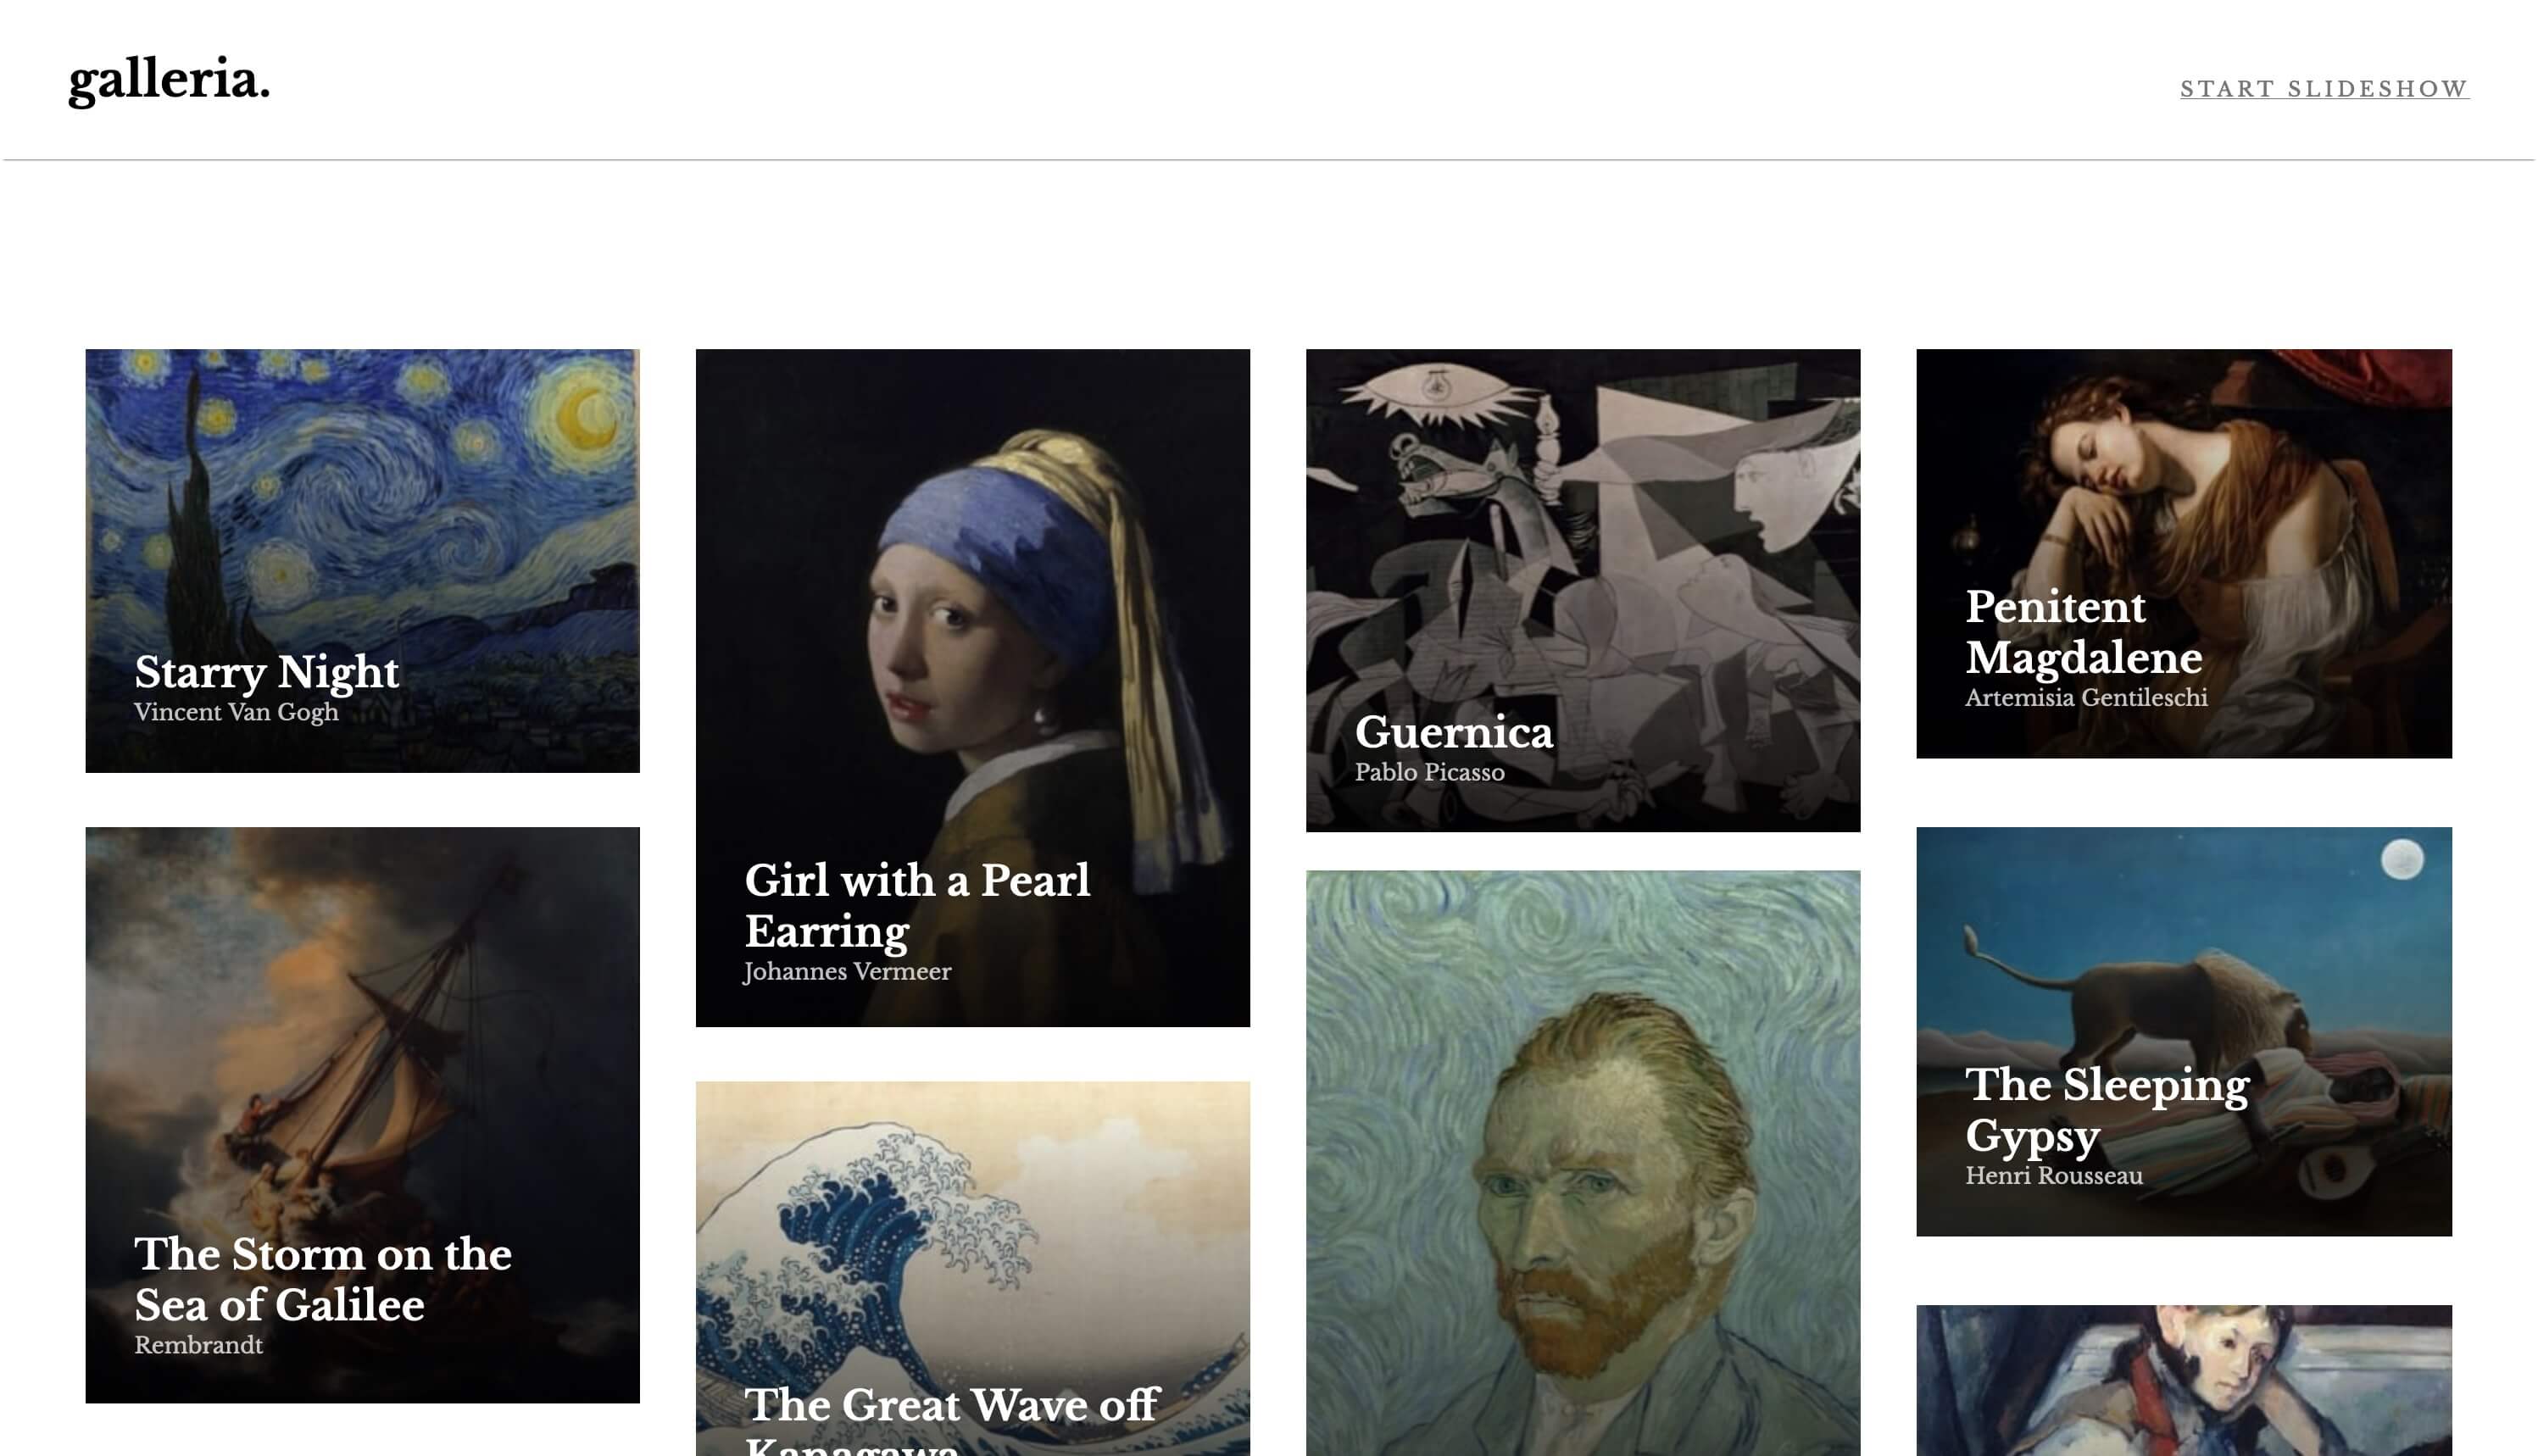 galleria.
START SLIDESHOW
Starry Night
Vincent Van Gogh
Girl with a Pearl
Earring
Johannes Vermeer
Guernica
Pablo Picasso
Penitent
Magdalene
Artemisia Gentileschi
The Storm on the
Sea of Galilee
Rembrandt
The Great Wave off
Kanagawa
The Sleeping
Gypsy
Henri Rousseau